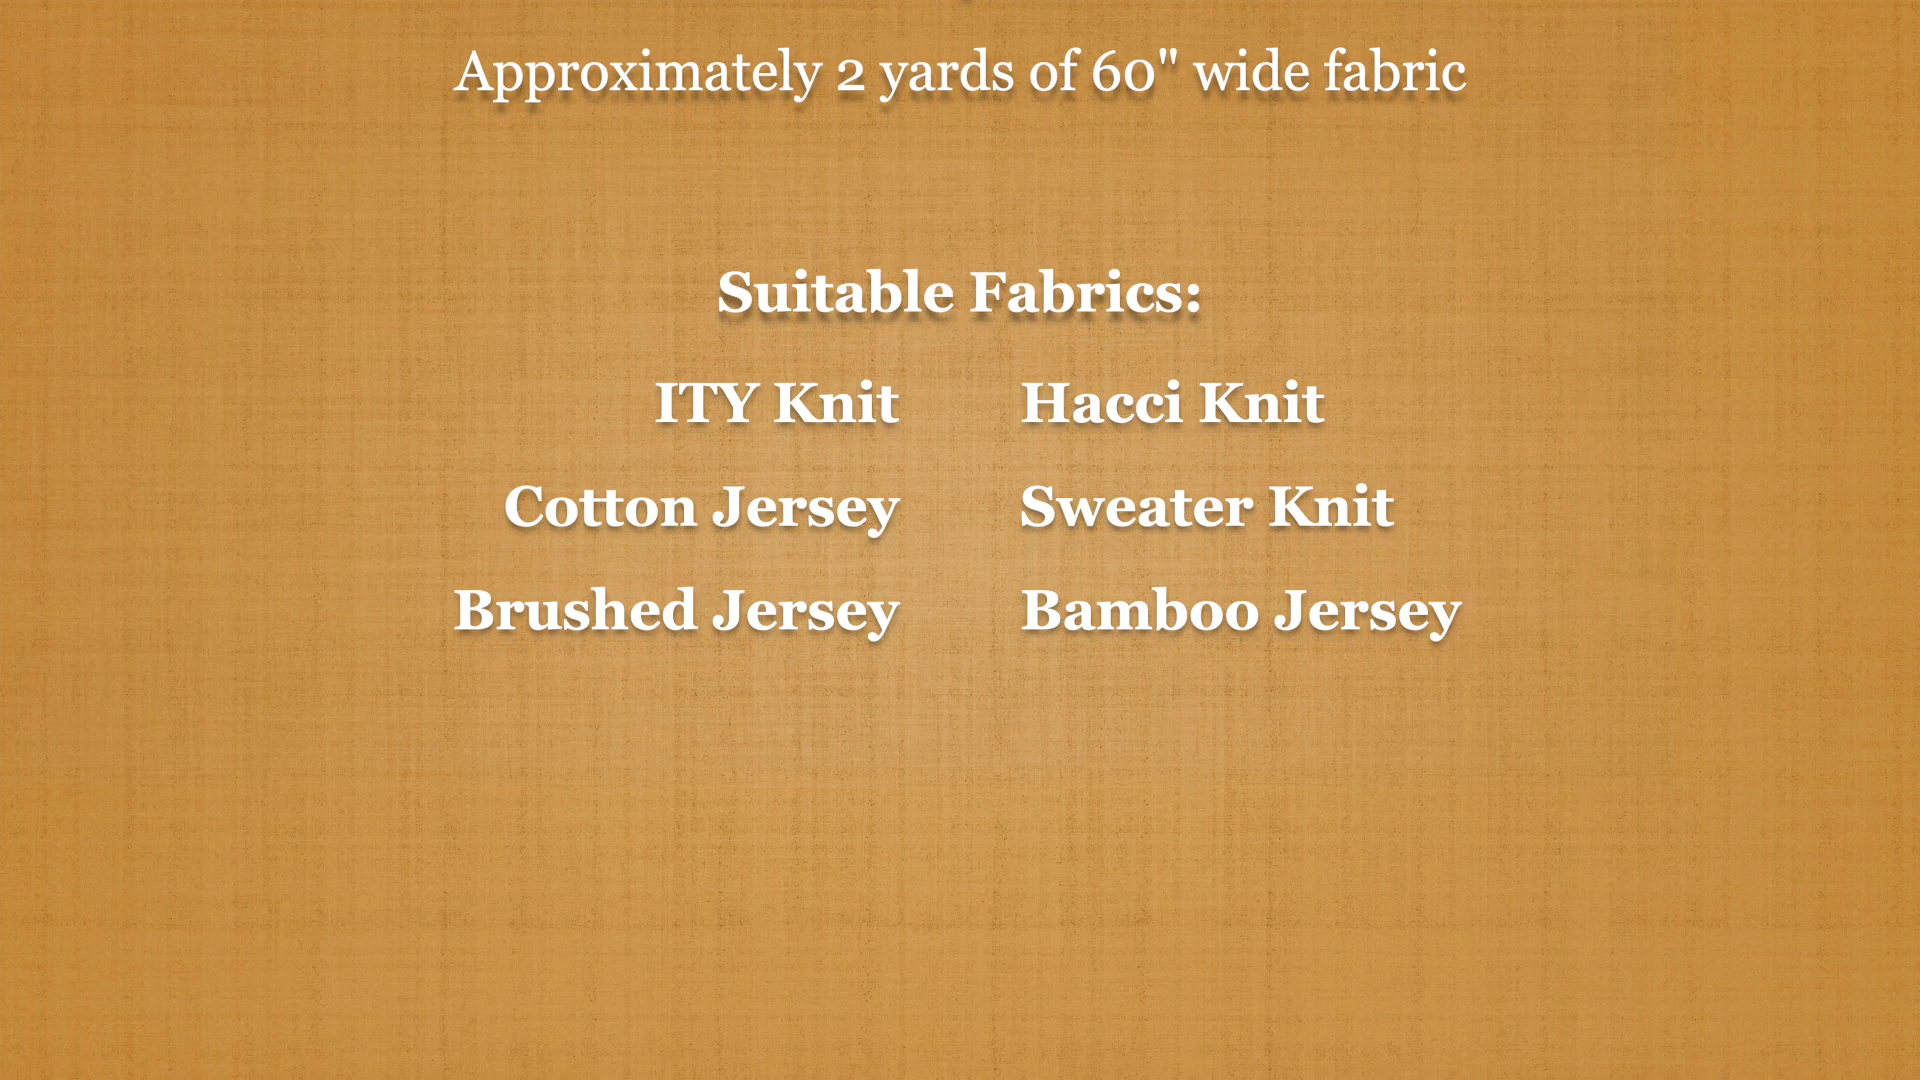 Approximately 2 yards of 60" wide fabric
Suitable Fabrics:
ITY Knit Hacci Knit
Cotton Jersey Sweater Knit
Brushed Jersey Bamboo Jersey